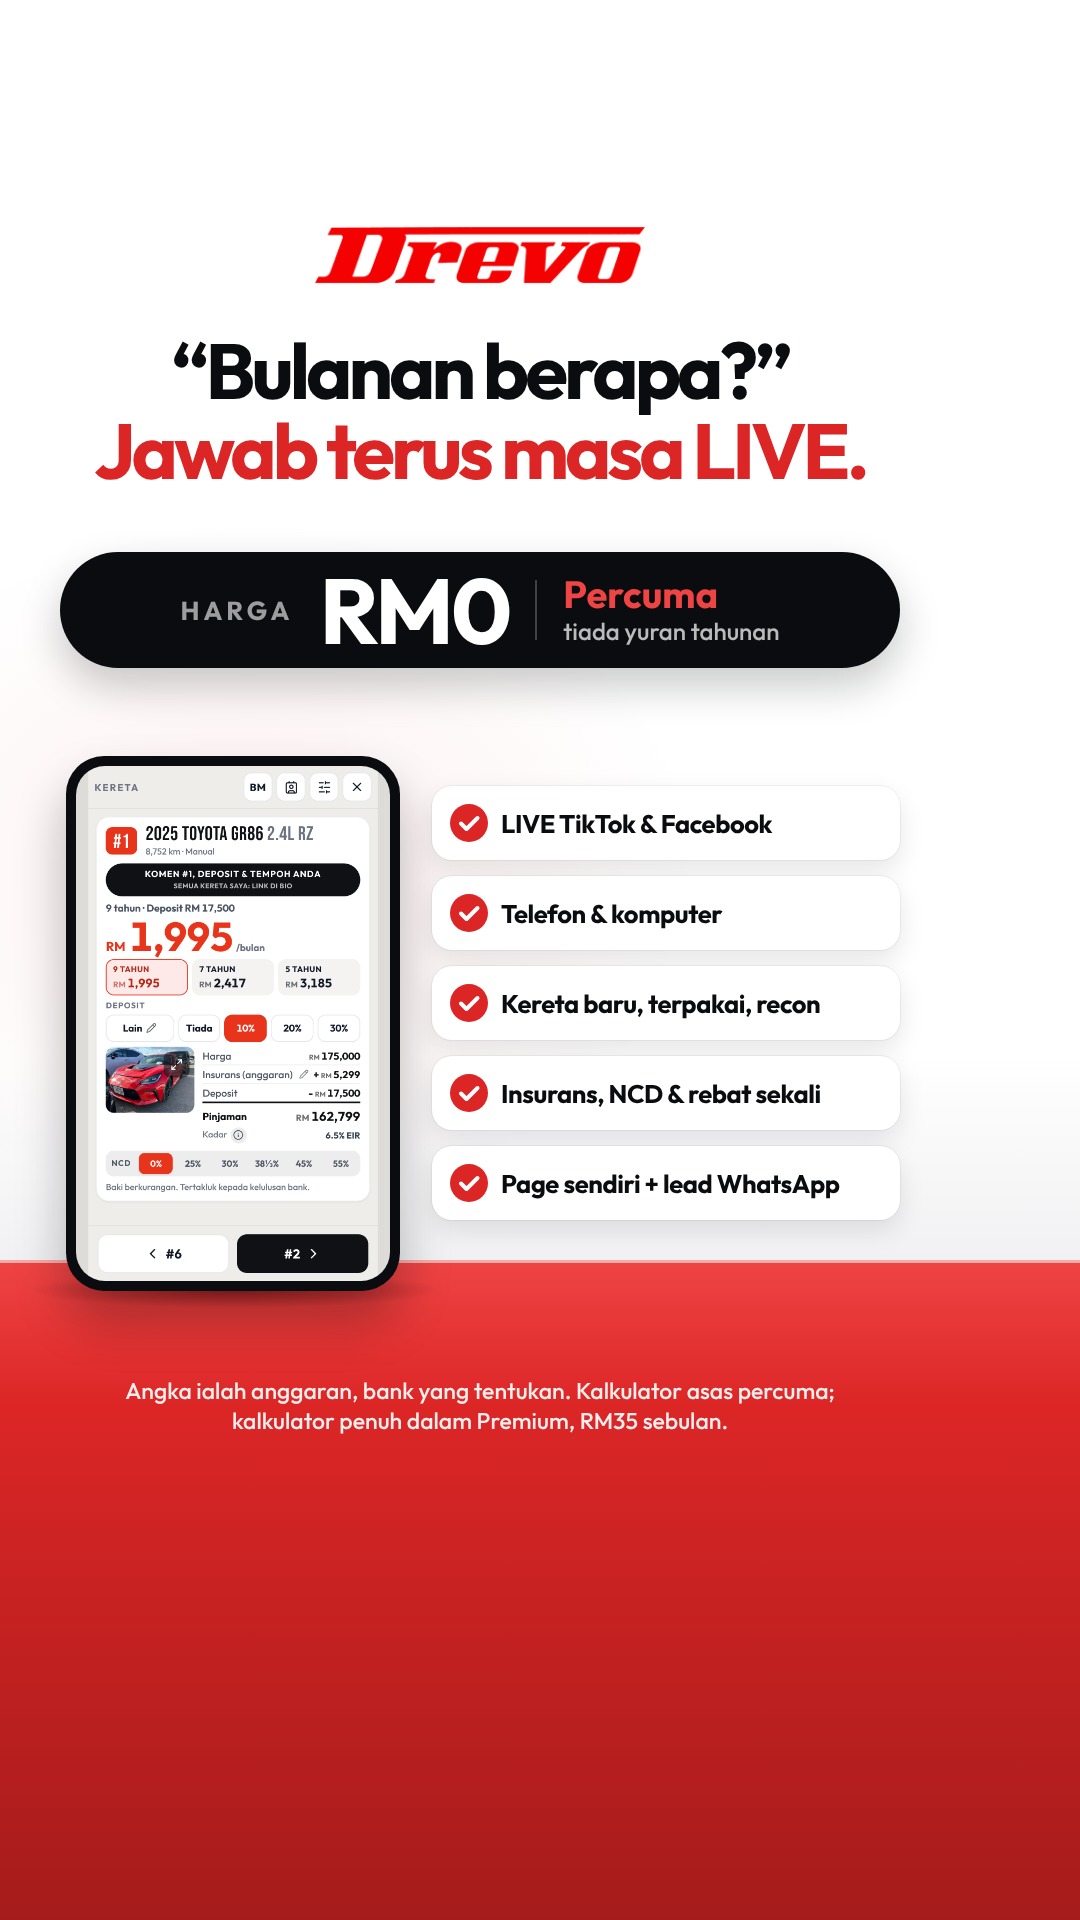 Drevo
“Bulanan berapa?”
Jawab terus masa LIVE.
HARGA RM0
Percuma
tiada yuran tahunan
KERETA BM
#1 2025 TOYOTA GR86 2.4L RZ
8,752 km · Manual
KOMEN #1, DEPOSIT & TEMPOH ANDA
SEMUA KERETA SAYA: LINK DI BIO
9 tahun · Deposit RM 17,500
RM 1,995 /bulan
9 TAHUN 7 TAHUN 5 TAHUN
RM 1,995 RM 2,417 RM 3,185
DEPOSIT
Lain Tiada 10% 20% 30%
Harga RM 175,000
Insurans (anggaran) + RM 5,299
Deposit - RM 17,500
Pinjaman RM 162,799
Kadar 6.5% EIR
NCD 0% 25% 30% 38⅓% 45% 55%
Baki berkurangan. Tertakluk kepada kelulusan bank.
#6 #2
LIVE TikTok & Facebook
Telefon & komputer
Kereta baru, terpakai, recon
Insurans, NCD & rebat sekali
Page sendiri + lead WhatsApp
Angka ialah anggaran, bank yang tentukan. Kalkulator asas percuma;
kalkulator penuh dalam Premium, RM35 sebulan.